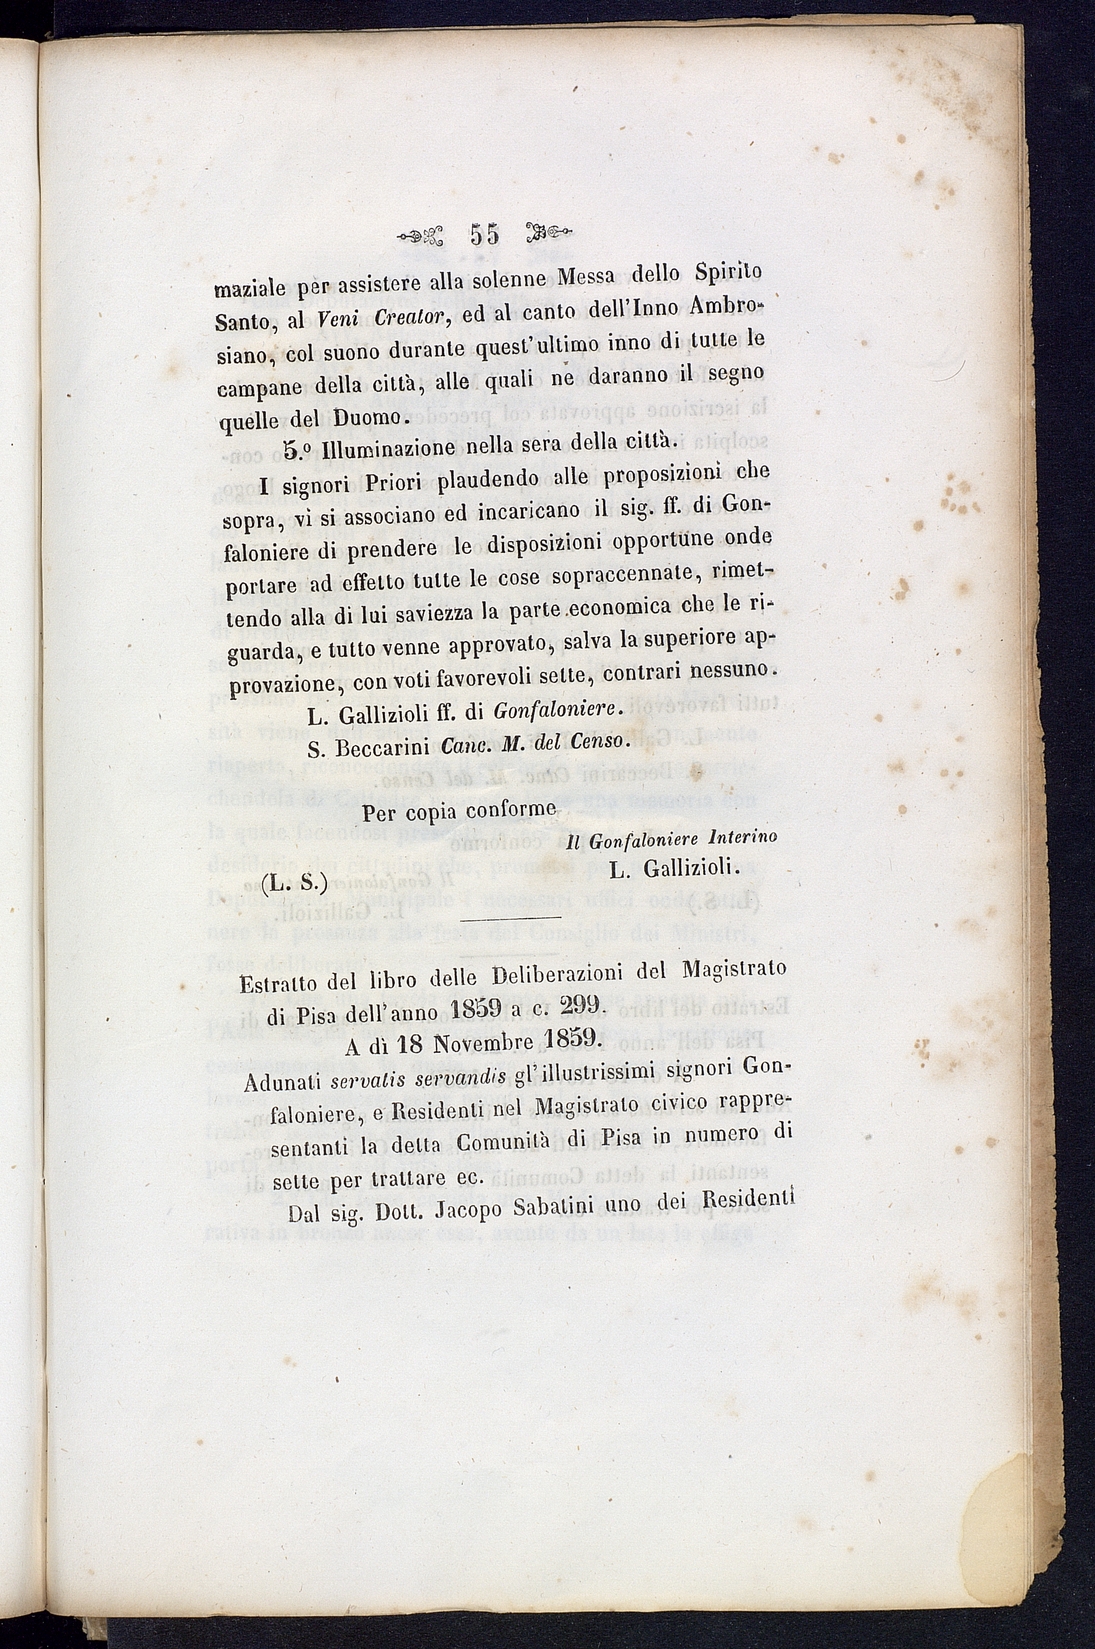 55
maziale per assistere alla solenne Messa dello Spirito
Santo, al Veni Creator, ed al canto dell'Inno Ambro-
siano, col suono durante quest'ultimo inno di tutte le
campane della città, alle quali ne daranno il segno
quelle del Duomo.
5.º Illuminazione nella sera della città.
I signori Priori plaudendo alle proposizioni che
sopra, vi si associano ed incaricano il sig. ff. di Gon-
faloniere di prendere le disposizioni opportune onde
portare ad effetto tutte le cose sopraccennate, rimet-
tendo alla di lui saviezza la parte economica che le ri-
guarda, e tutto venne approvato, salva la superiore ap-
provazione, con voti favorevoli sette, contrari nessuno.
L. Gallizioli ff. di Gonfaloniere.
S. Beccarini Canc. M. del Censo.
Per copia conforme
Il Gonfaloniere Interino
(L. S.) L. Gallizioli.
Estratto del libro delle Deliberazioni del Magistrato
di Pisa dell'anno 1859 a c. 299.
A dì 18 Novembre 1859.
Adunati servatis servandis gl'illustrissimi signori Gon-
faloniere, e Residenti nel Magistrato civico rappre-
sentanti la detta Comunità di Pisa in numero di
sette per trattare ec.
Dal sig. Dott. Jacopo Sabatini uno dei Residenti